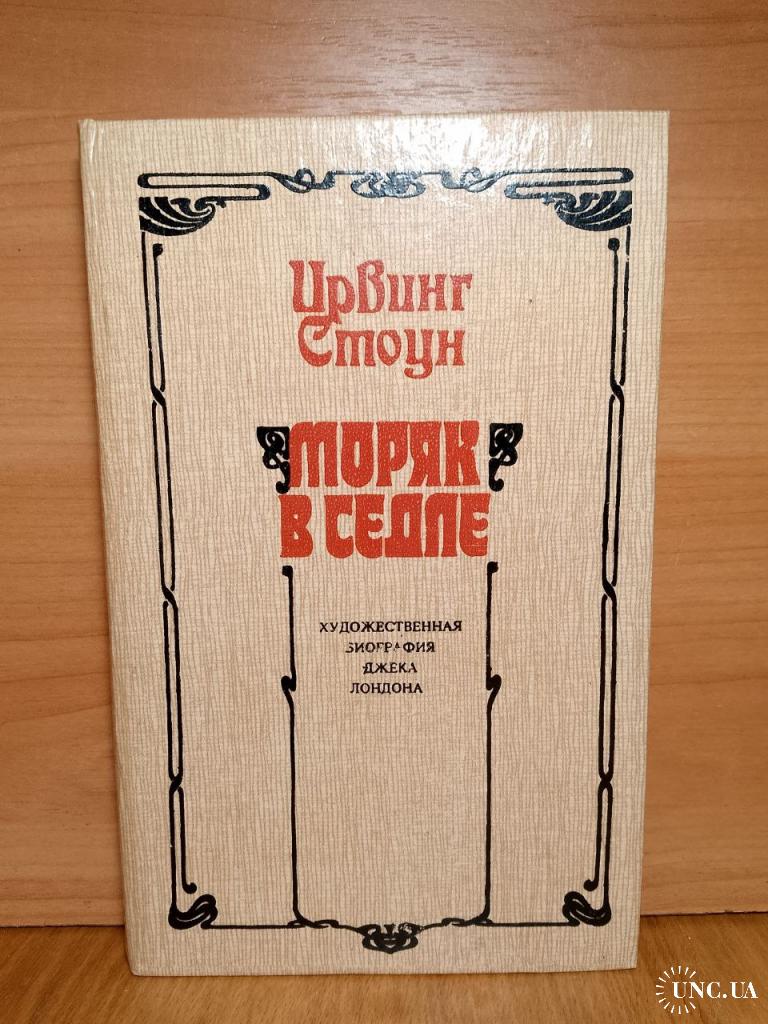 Ирвинг
Стоун
МОРЯК
В СЕДЛЕ
ХУДОЖЕСТВЕННАЯ
БИОГРАФИЯ
ДЖЕКА
ЛОНДОНА
UNC.UA